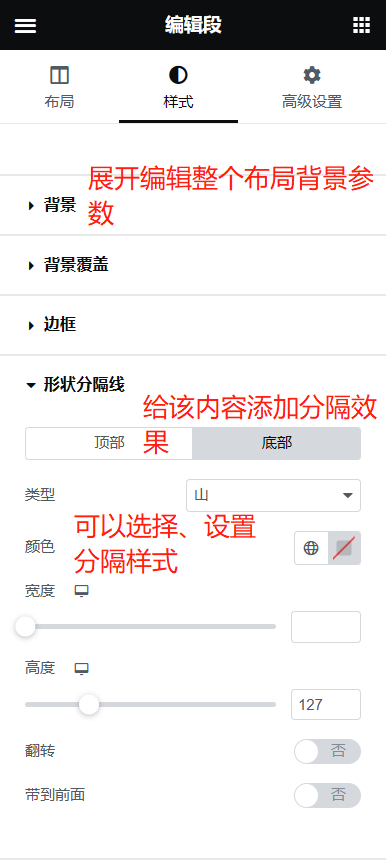 编辑段
布局 样式 高级设置
展开编辑整个布局背景参
数
背景
背景覆盖
边框
形状分隔线
给该内容添加分隔效
果
顶部 底部
类型 山
可以选择、设置
分隔样式
颜色
宽度
高度
127
翻转 否
带到前面 否